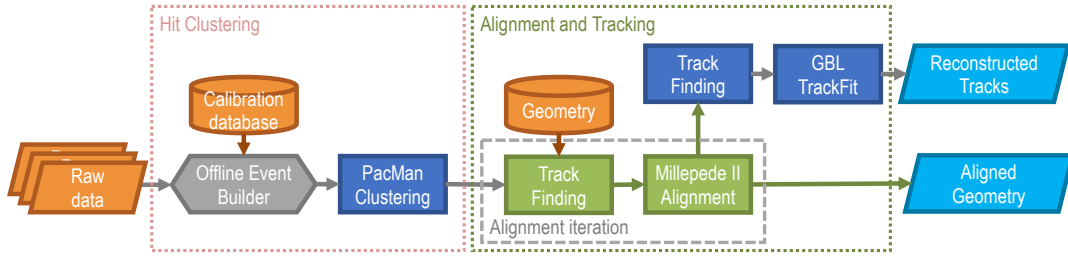 Hit Clustering
Alignment and Tracking
Calibration
database
Geometry
Track
Finding
GBL
TrackFit
Reconstructed
Tracks
Raw
data
Offline Event
Builder
PacMan
Clustering
Track
Finding
Millepede II
Alignment
Aligned
Geometry
Alignment iteration